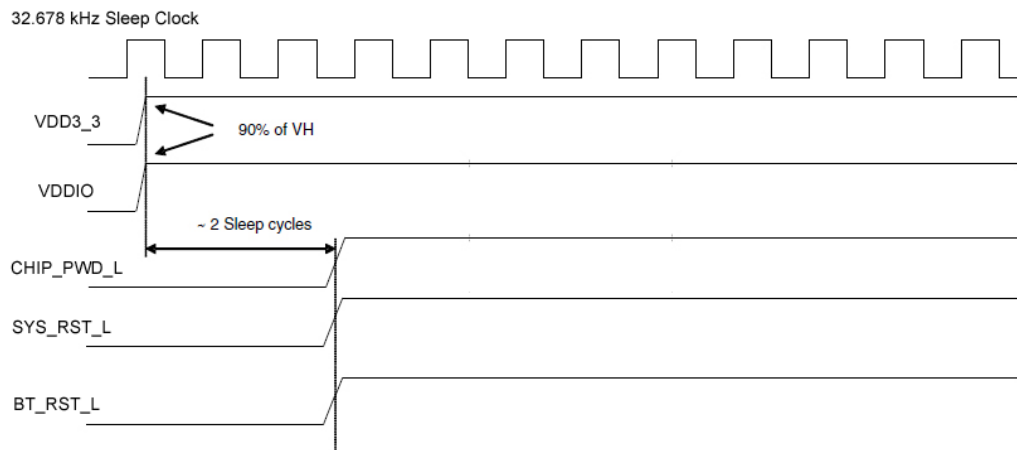 32.678 kHz Sleep Clock
VDD3_3
90% of VH
VDDIO
~ 2 Sleep cycles
CHIP_PWD_L
SYS_RST_L
BT_RST_L